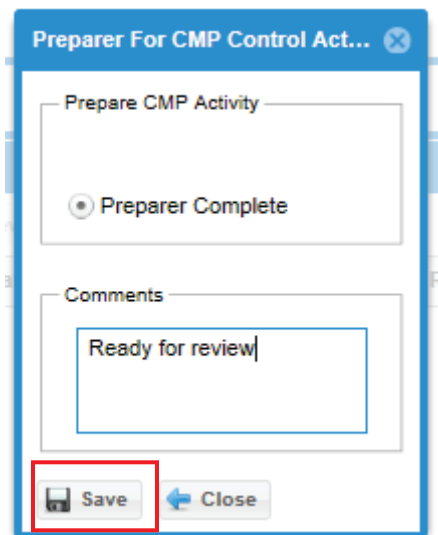 Preparer For CMP Control Act...
Prepare CMP Activity
Preparer Complete
Comments
Ready for review
Save
Close